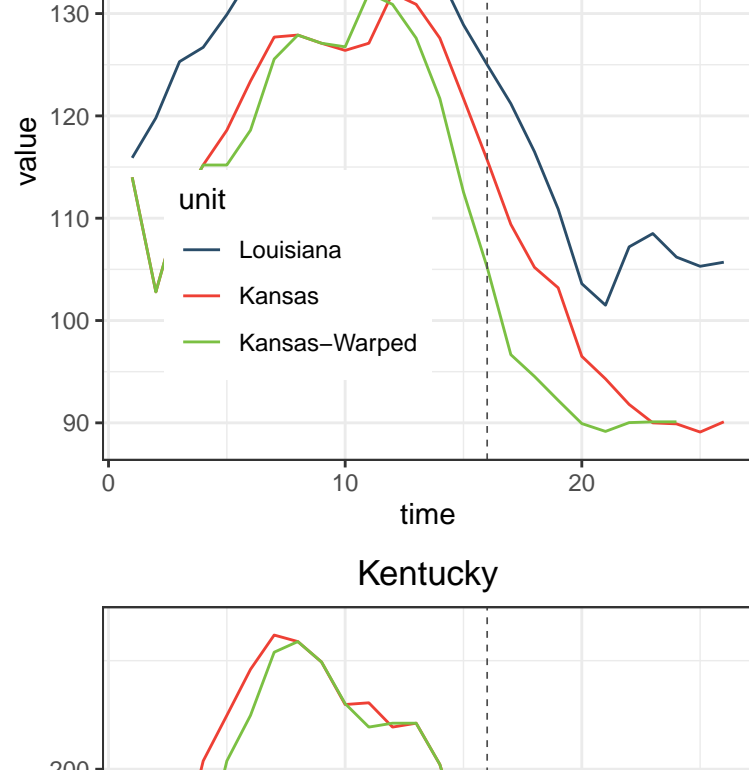 130
120
110
100
90
value
unit
Louisiana
Kansas
Kansas−Warped
0 10 20
time
Kentucky
200